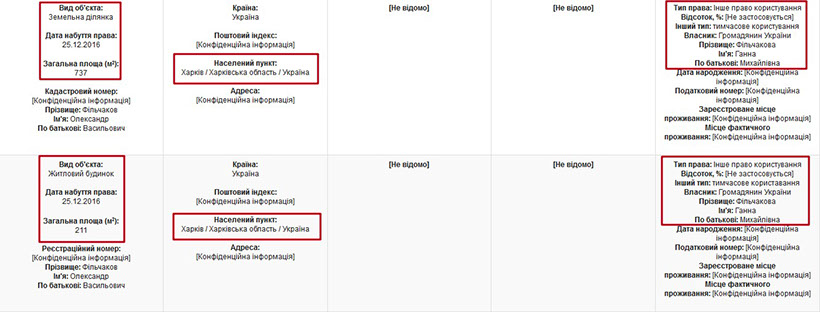 Вид об'єкта:
Земельна ділянка
Дата набуття права:
25.12.2016
Загальна площа (м²):
737
Кадастровий номер:
[Конфіденційна інформація]
Прізвище: Фільчаков
Ім'я: Олександр
По батькові: Васильович
Країна:
Україна
Поштовий індекс:
[Конфіденційна інформація]
Населений пункт:
Харків / Харківська область / Україна
Адреса:
[Конфіденційна інформація]
[Не відомо]
[Не відомо]
Тип права: Інше право користування
Відсоток, %: [Не застосовується]
Інший тип: тимчасове користування
Власник: Громадянин України
Прізвище: Фільчакова
Ім'я: Ганна
По батькові: Михайлівна
Дата народження: [Конфіденційна
інформація]
Податковий номер: [Конфіденційна
інформація]
Зареєстроване місце
проживання: [Конфіденційна інформація]
Місце фактичного
проживання: [Конфіденційна інформація]
Вид об'єкта:
Житловий будинок
Дата набуття права:
25.12.2016
Загальна площа (м²):
211
Реєстраційний номер:
[Конфіденційна інформація]
Прізвище: Фільчаков
Ім'я: Олександр
По батькові: Васильович
Країна:
Україна
Поштовий індекс:
[Конфіденційна інформація]
Населений пункт:
Харків / Харківська область / Україна
Адреса:
[Конфіденційна інформація]
[Не відомо]
[Не відомо]
Тип права: Інше право користування
Відсоток, %: [Не застосовується]
Інший тип: тимчасове користавання
Власник: Громадянин України
Прізвище: Фільчакова
Ім'я: Ганна
По батькові: Михайлівна
Дата народження: [Конфіденційна
інформація]
Податковий номер: [Конфіденційна
інформація]
Зареєстроване місце
проживання: [Конфіденційна інформація]
Місце фактичного
проживання: [Конфіденційна інформація]